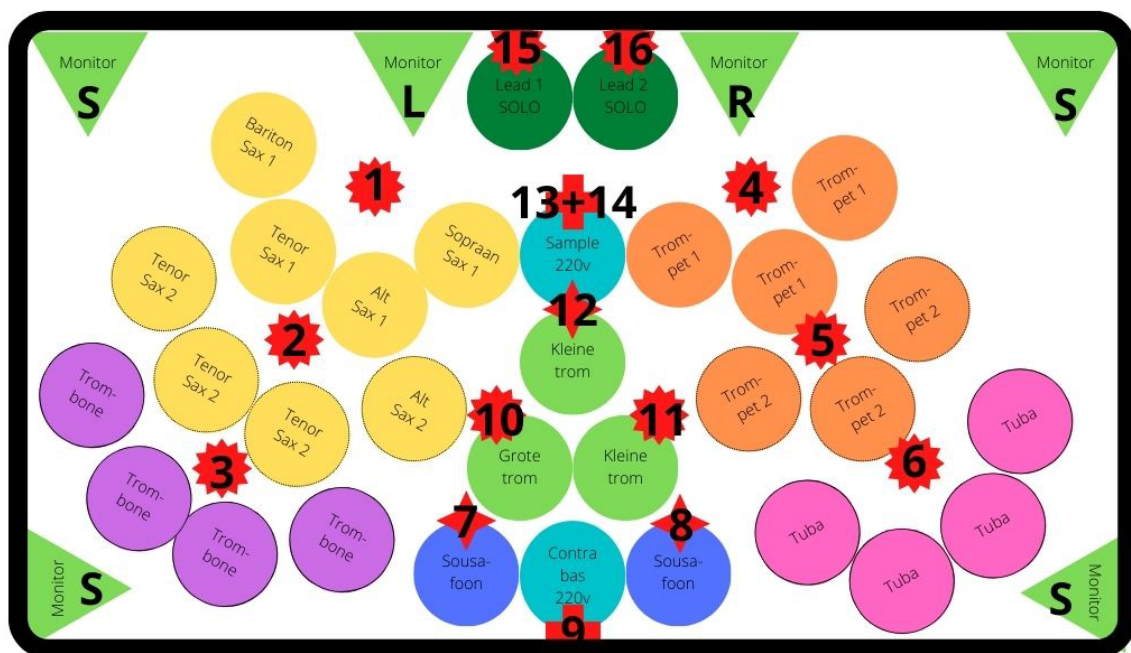 Monitor
S
Monitor
L
15
Lead 1
SOLO
16
Lead 2
SOLO
Monitor
R
Monitor
S
Bariton
Sax 1
1
4
Trom-
pet 1
13+14
Sample
220v
Tenor
Sax 1
Sopraan
Sax 1
Trom-
pet 1
Trom-
pet 1
Tenor
Sax 2
Alt
Sax 1
12
Kleine
trom
Trom-
pet 2
2
5
Trom-
bone
Tenor
Sax 2
Tenor
Sax 2
Alt
Sax 2
Trom-
pet 2
Trom-
pet 2
Tuba
10
Grote
trom
11
Kleine
trom
3
6
Trom-
bone
Trom-
bone
Trom-
bone
7
Sousa-
foon
Contra
bas
220v
9
8
Sousa-
foon
Tuba
Tuba
Tuba
Monitor
S
S
Monitor